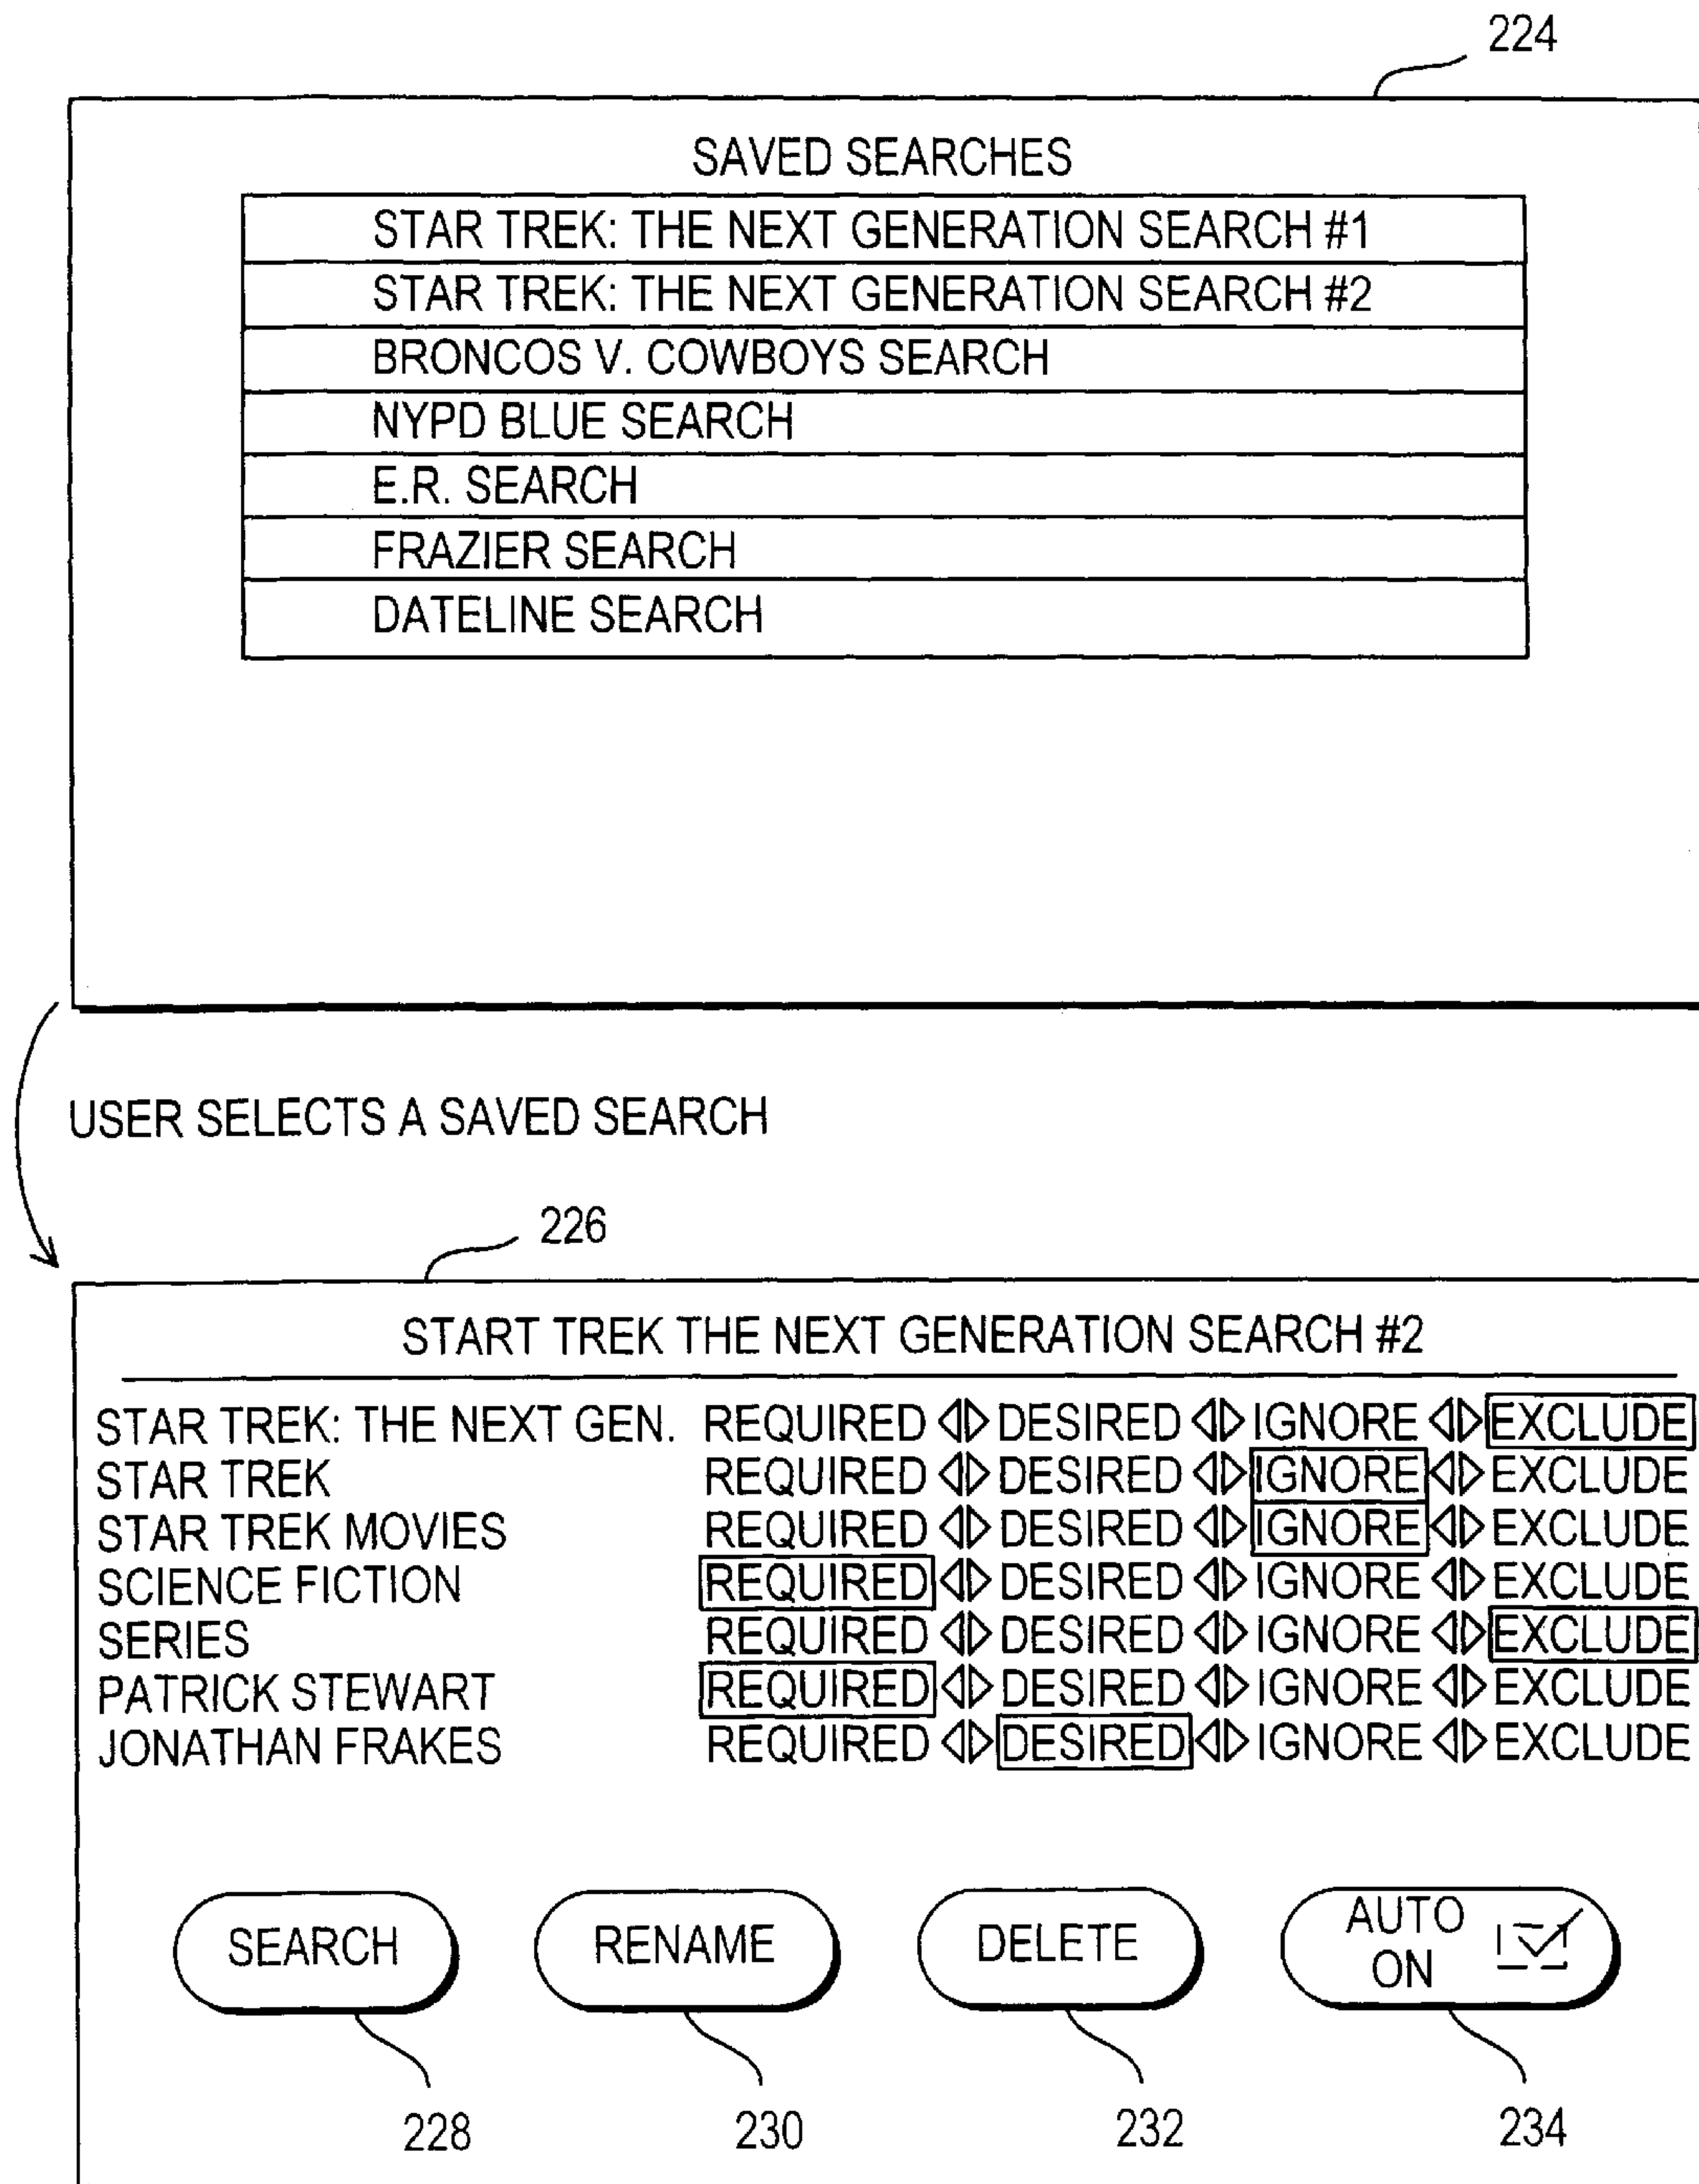 224
SAVED SEARCHES
STAR TREK: THE NEXT GENERATION SEARCH #1
STAR TREK: THE NEXT GENERATION SEARCH #2
BRONCOS V. COWBOYS SEARCH
NYPD BLUE SEARCH
E.R. SEARCH
FRAZIER SEARCH
DATELINE SEARCH
USER SELECTS A SAVED SEARCH
226
START TREK THE NEXT GENERATION SEARCH #2
STAR TREK: THE NEXT GEN. REQUIRED DESIRED IGNORE EXCLUDE
STAR TREK REQUIRED DESIRED IGNORE EXCLUDE
STAR TREK MOVIES REQUIRED DESIRED IGNORE EXCLUDE
SCIENCE FICTION REQUIRED DESIRED IGNORE EXCLUDE
SERIES REQUIRED DESIRED IGNORE EXCLUDE
PATRICK STEWART REQUIRED DESIRED IGNORE EXCLUDE
JONATHAN FRAKES REQUIRED DESIRED IGNORE EXCLUDE
SEARCH RENAME DELETE AUTO ON
228 230 232 234